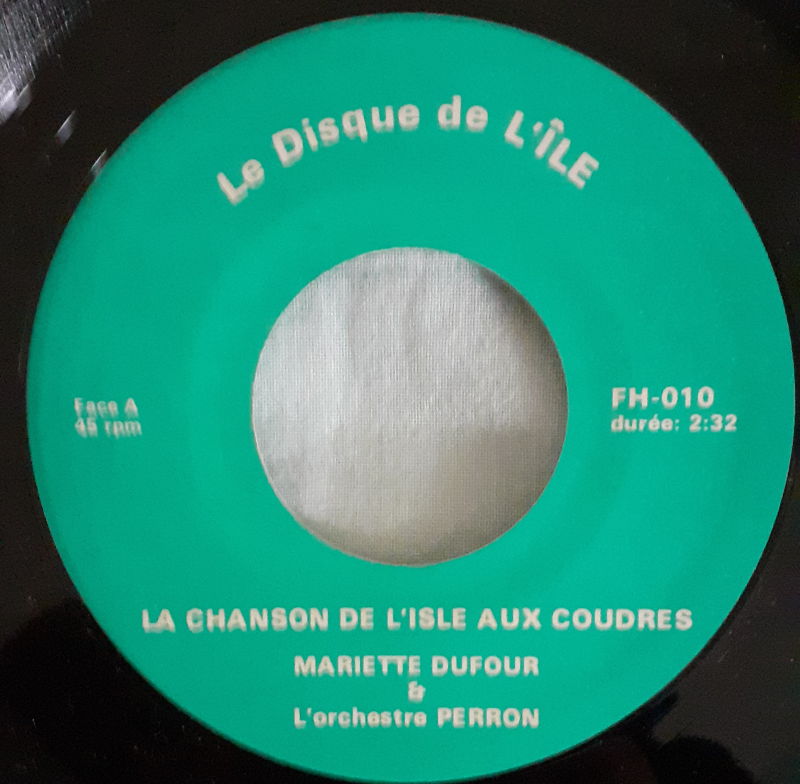 Le Disque de L'ÎLE
Face A
45 rpm
FH-010
durée: 2:32
LA CHANSON DE L'ISLE AUX COUDRES
MARIETTE DUFOUR
&
L'orchestre PERRON